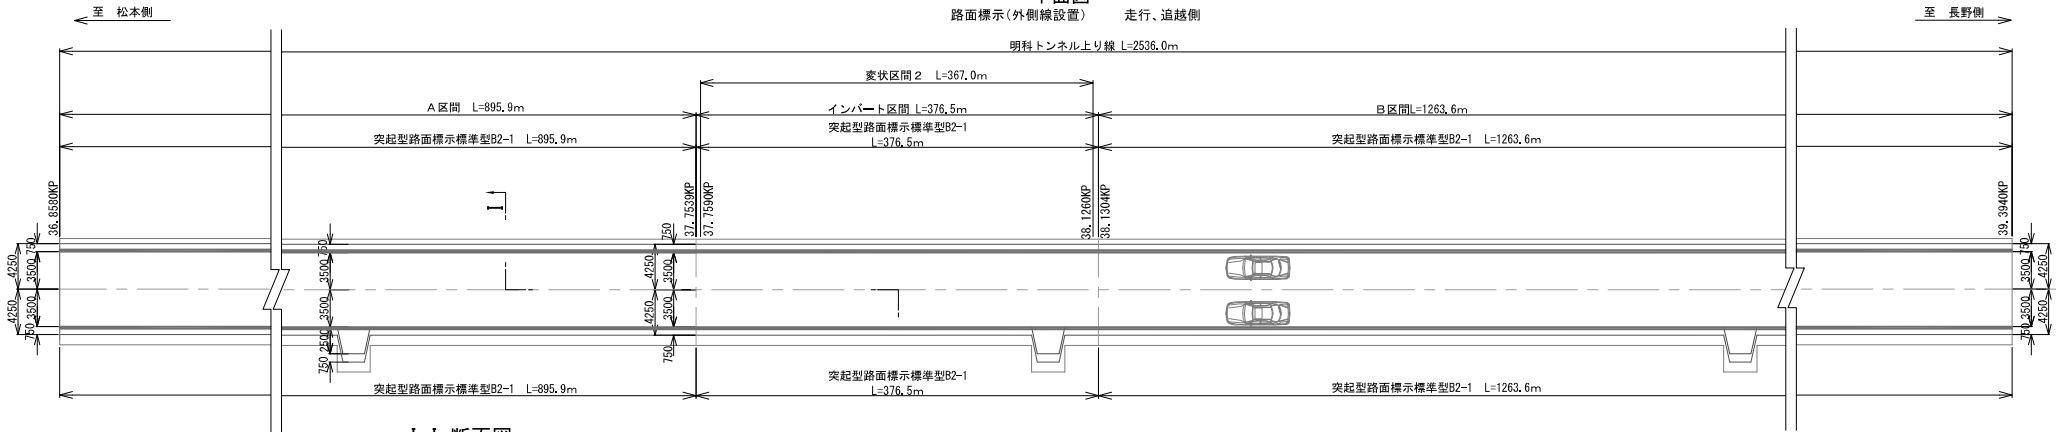 至 松本側
平面図
路面標示(外側線設置) 走行、追越側
至 長野側
明科トンネル上り線 L=2536.0m
変状区間2 L=367.0m
A区間 L=895.9m
インバート区間 L=376.5m
B区間L=1263.6m
突起型路面標示標準型B2-1 L=895.9m
突起型路面標示標準型B2-1
L=376.5m
突起型路面標示標準型B2-1 L=1263.6m
36.8580KP
I
37.7539KP
37.7590KP
38.1260KP
38.1304KP
39.3940KP
4250
4250
750
3500
3500
750
750
3500
3500
2500
750
4250
4250
750
3500
3500
750
750
3500
3500
750
4250
4250
突起型路面標示標準型B2-1 L=895.9m
突起型路面標示標準型B2-1
L=376.5m
突起型路面標示標準型B2-1 L=1263.6m